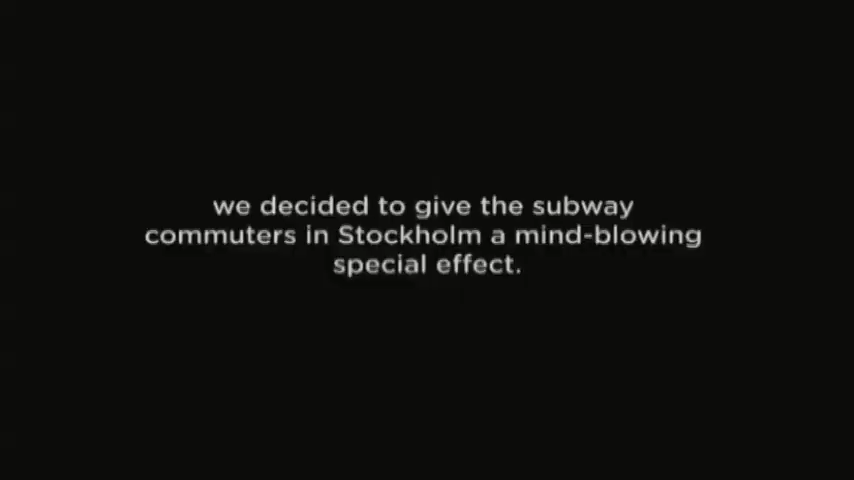 we decided to give the subway
commuters in Stockholm a mind-blowing
special effect.